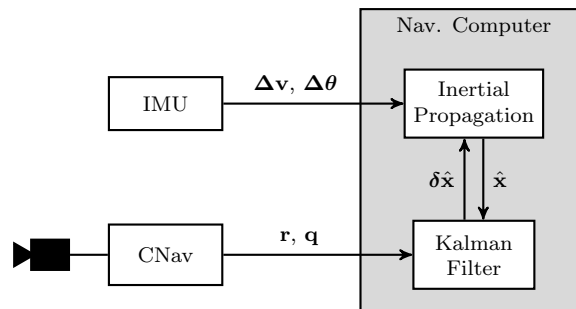 Nav. Computer
IMU
Δv, Δθ
Inertial
Propagation
δx̂
x̂
CNav
r, q
Kalman
Filter